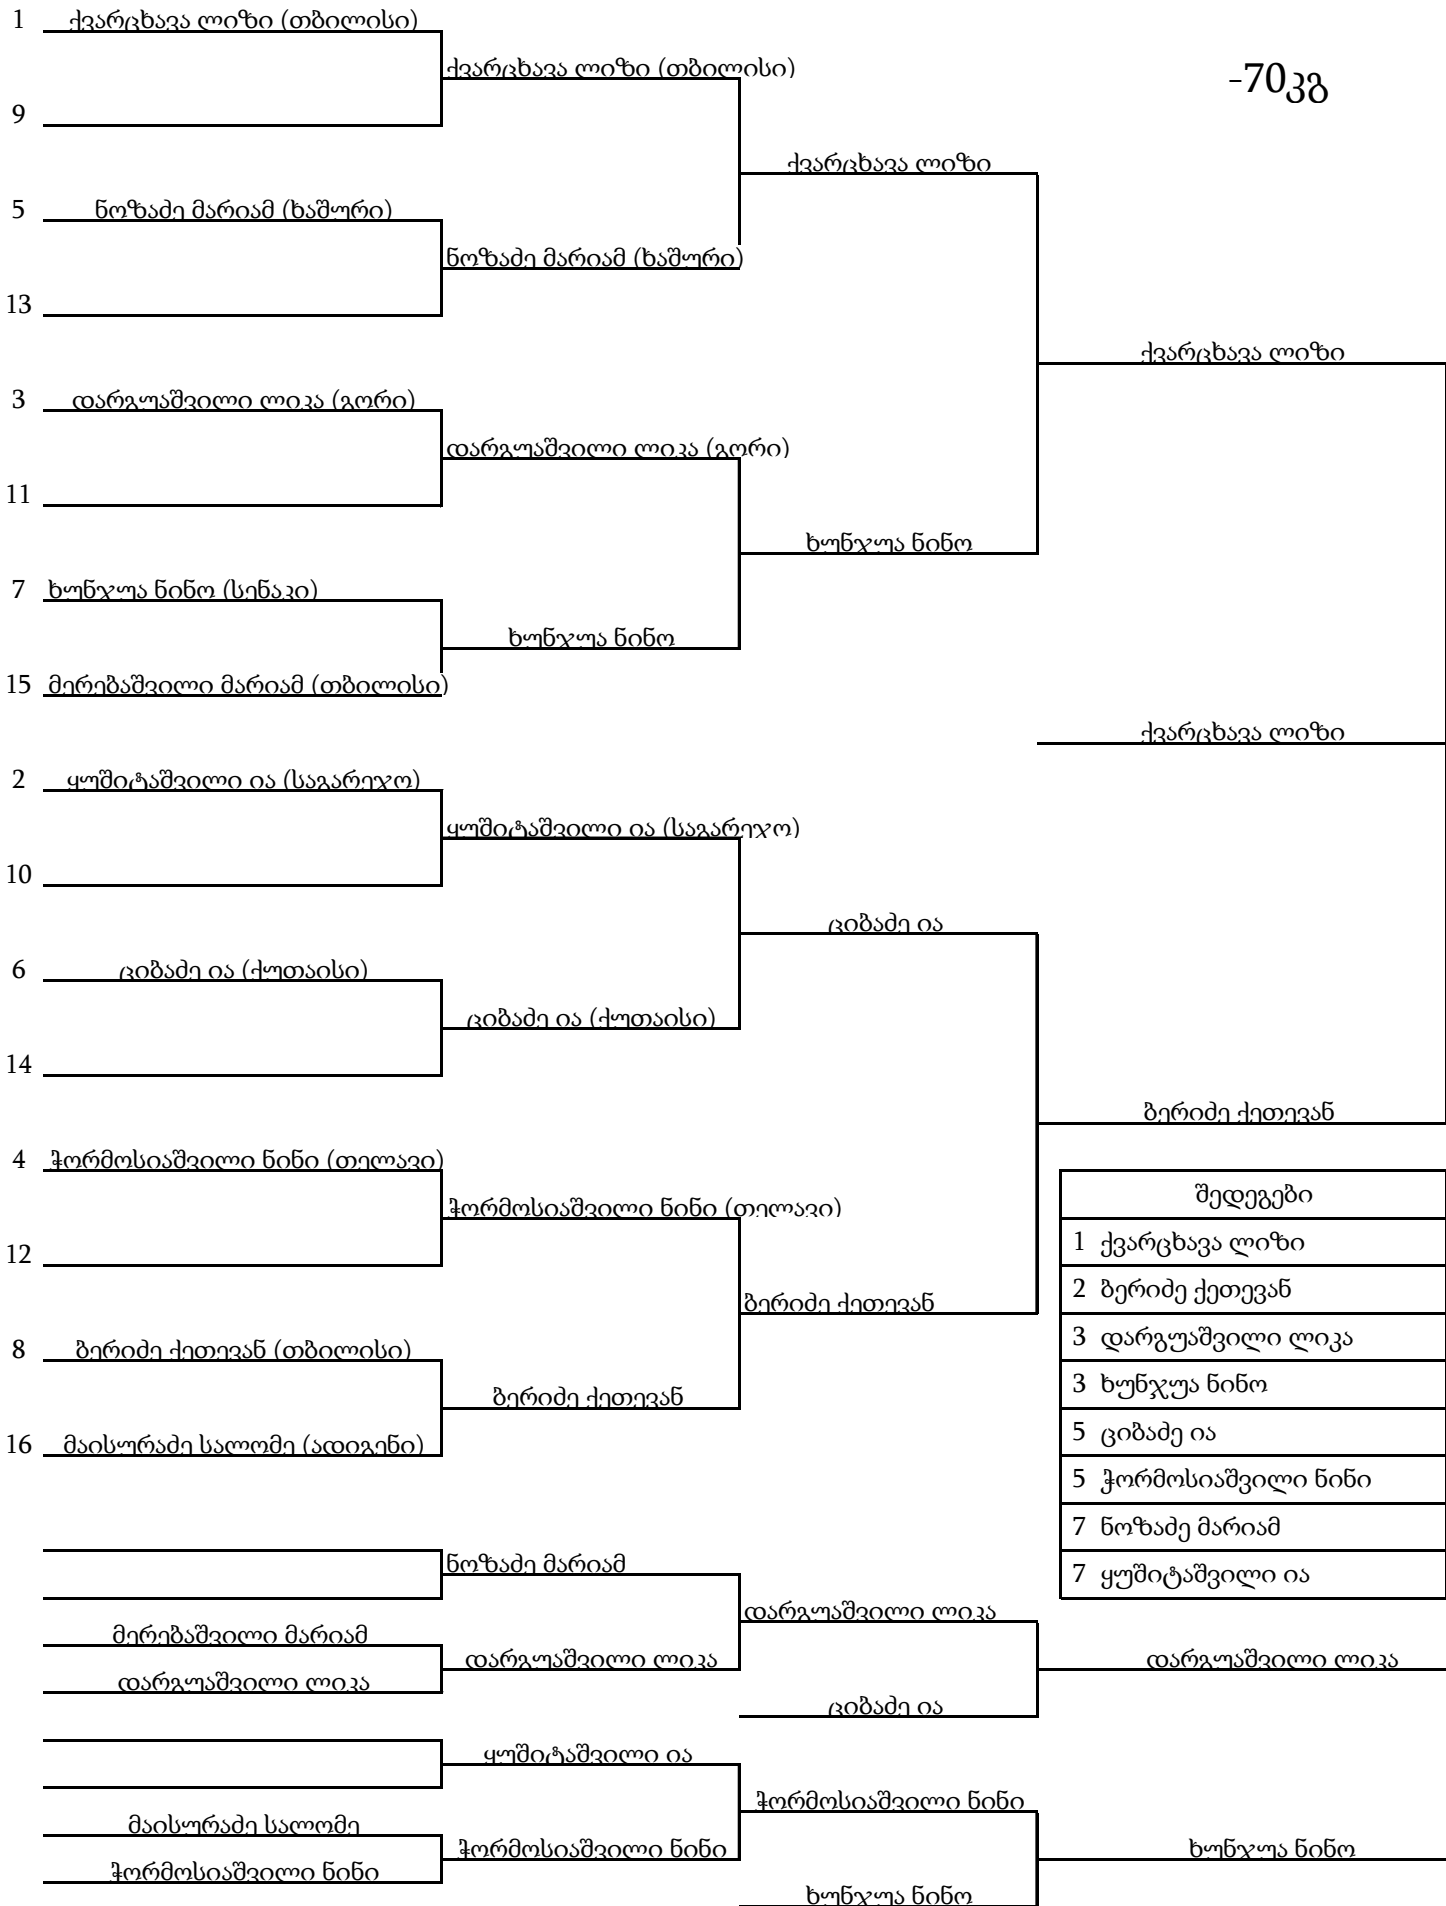 1 ქვარცხავა ლიზი (თბილისი)
ქვარცხავა ლიზი (თბილისი)
-70კგ
9
ქვარცხავა ლიზი
5 ნოზაძე მარიამ (ხაშური)
ნოზაძე მარიამ (ხაშური)
13
ქვარცხავა ლიზი
3 დარგუაშვილი ლიკა (გორი)
დარგუაშვილი ლიკა (გორი)
11
ხუნჯუა ნინო
7 ხუნჯუა ნინო (სენაკი)
ხუნჯუა ნინო
15 მერებაშვილი მარიამ (თბილისი)
ქვარცხავა ლიზი
2 ყუშიტაშვილი ია (საგარეჯო)
ყუშიტაშვილი ია (საგარეჯო)
10
ციბაძე ია
6 ციბაძე ია (ქუთაისი)
ციბაძე ია (ქუთაისი)
14
ბერიძე ქეთევან
4 ჭორმოსიაშვილი ნინი (თელავი)
ჭორმოსიაშვილი ნინი (თელავი)
12
ბერიძე ქეთევან
8 ბერიძე ქეთევან (თბილისი)
ბერიძე ქეთევან
16 მაისურაძე სალომე (ადიგენი)
შედეგები
1 ქვარცხავა ლიზი
2 ბერიძე ქეთევან
3 დარგუაშვილი ლიკა
3 ხუნჯუა ნინო
5 ციბაძე ია
5 ჭორმოსიაშვილი ნინი
7 ნოზაძე მარიამ
7 ყუშიტაშვილი ია
ნოზაძე მარიამ
დარგუაშვილი ლიკა
მერებაშვილი მარიამ
დარგუაშვილი ლიკა
დარგუაშვილი ლიკა
დარგუაშვილი ლიკა
ციბაძე ია
ყუშიტაშვილი ია
ჭორმოსიაშვილი ნინი
მაისურაძე სალომე
ჭორმოსიაშვილი ნინი
ხუნჯუა ნინო
ჭორმოსიაშვილი ნინი
ხუნჯუა ნინო